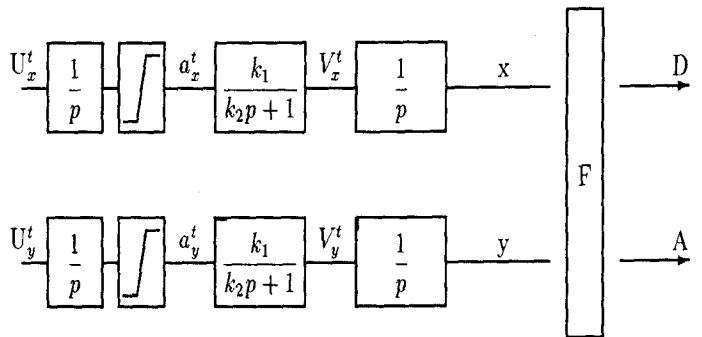 U_x^t 1/p a_x^t k_1/(k_2p+1) V_x^t 1/p x D
F
U_y^t 1/p a_y^t k_1/(k_2p+1) V_y^t 1/p y A